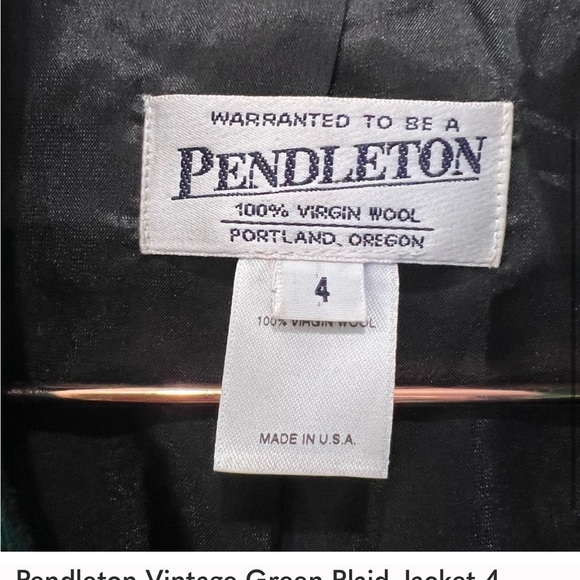 WARRANTED TO BE A
PENDLETON
100% VIRGIN WOOL
PORTLAND, OREGON
4
100% VIRGIN WOOL
MADE IN U.S.A.
Pendleton Vintage Green Plaid Jacket 4